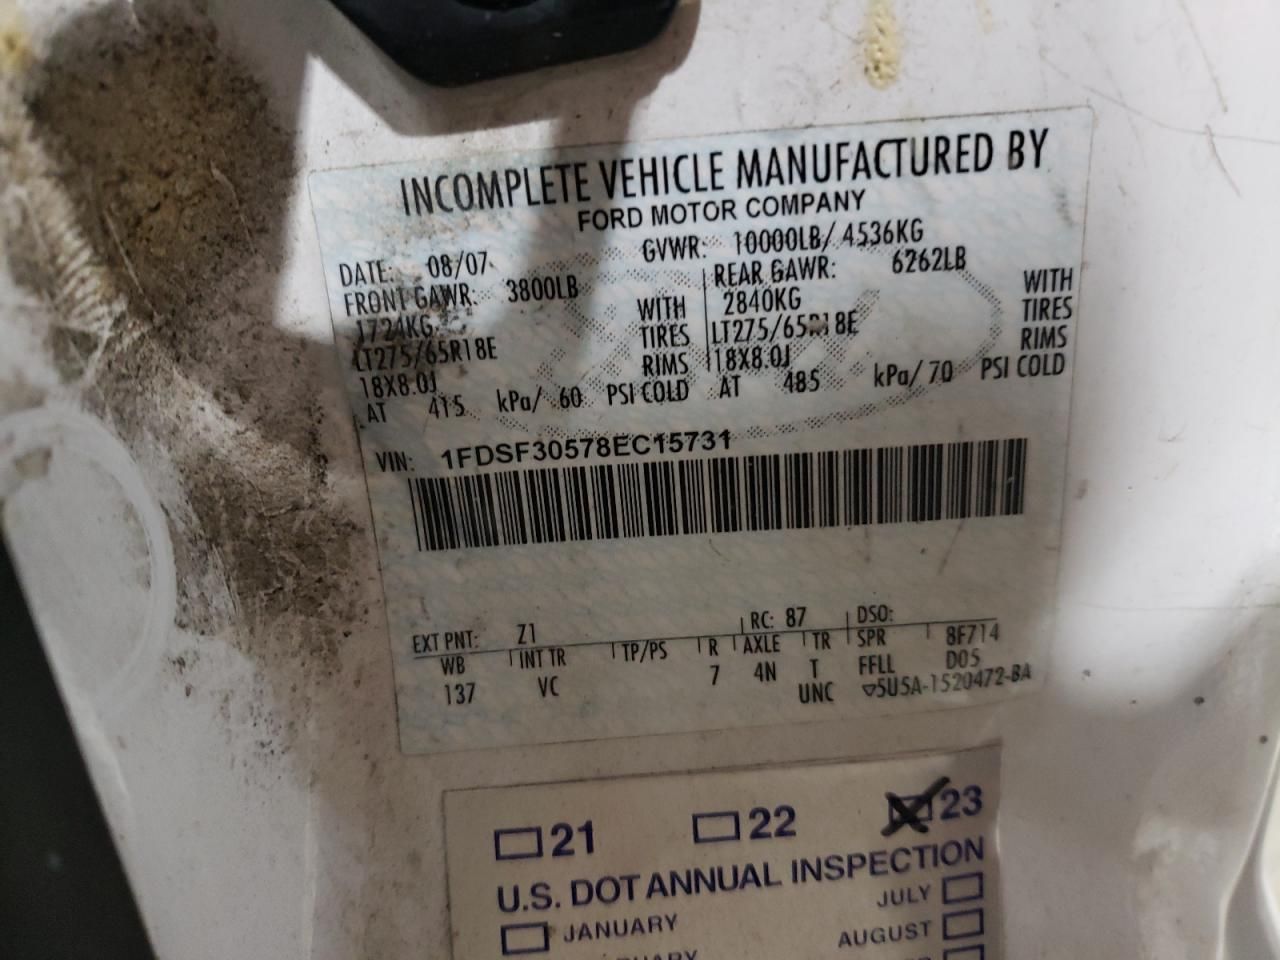 INCOMPLETE VEHICLE MANUFACTURED BY
FORD MOTOR COMPANY
DATE: 08/07 GVWR: 10000LB/ 4536KG
FRONT GAWR: 3800LB WITH REAR GAWR: 6262LB WITH
1724KG TIRES 2840KG TIRES
LT275/65R18E RIMS LT275/65R18E RIMS
18X8.0J 18X8.0J
AT 415 kPa/ 60 PSI COLD AT 485 kPa/ 70 PSI COLD
VIN: 1FDSF30578EC15731
EXT PNT: Z1 RC: 87 DSO:
WB INT TR TP/PS R AXLE TR SPR 8F714
137 VC 7 4N T FFLL D05
UNC ▽5U5A-1520472-BA
21 22 23
U.S. DOT ANNUAL INSPECTION
JANUARY JULY
AUGUST